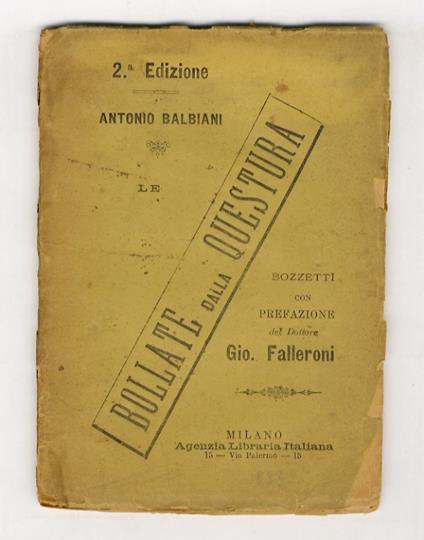 2.ª Edizione
ANTONIO BALBIANI
LE
BOLLATE DALLA QUESTURA
BOZZETTI
CON
PREFAZIONE
del Dottore
Gio. Falleroni
MILANO
Agenzia Libraria Italiana
15 — Via Palermo — 15